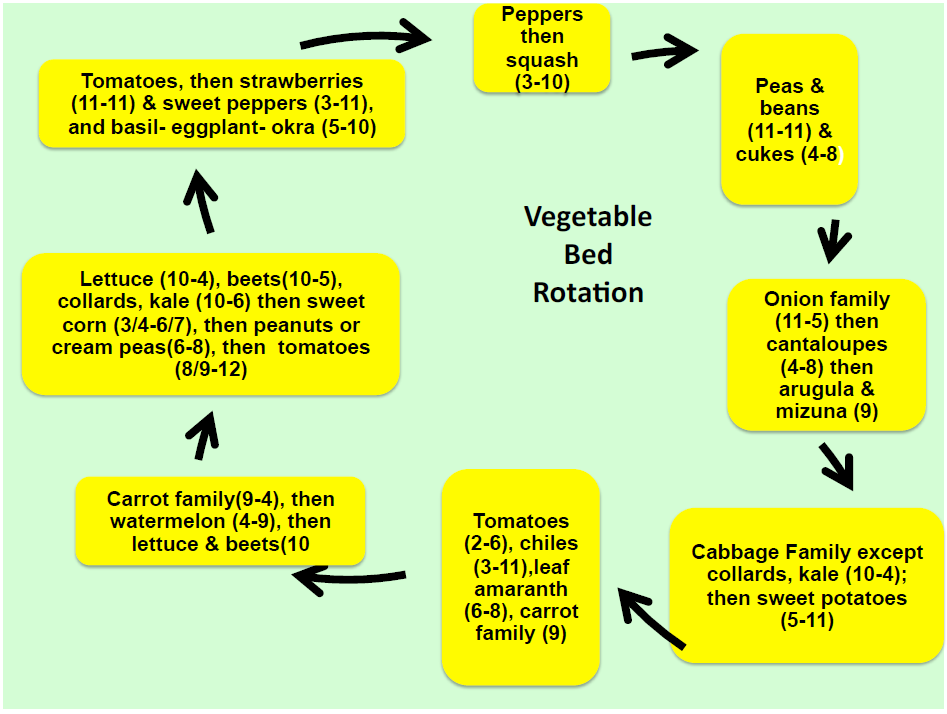 Peppers
then
squash
(3-10)
Tomatoes, then strawberries
(11-11) & sweet peppers (3-11),
and basil- eggplant- okra (5-10)
Peas &
beans
(11-11) &
cukes (4-8)
Vegetable
Bed
Rotation
Lettuce (10-4), beets(10-5),
collards, kale (10-6) then sweet
corn (3/4-6/7), then peanuts or
cream peas(6-8), then tomatoes
(8/9-12)
Onion family
(11-5) then
cantaloupes
(4-8) then
arugula &
mizuna (9)
Carrot family(9-4), then
watermelon (4-9), then
lettuce & beets(10
Tomatoes
(2-6), chiles
(3-11),leaf
amaranth
(6-8), carrot
family (9)
Cabbage Family except
collards, kale (10-4);
then sweet potatoes
(5-11)